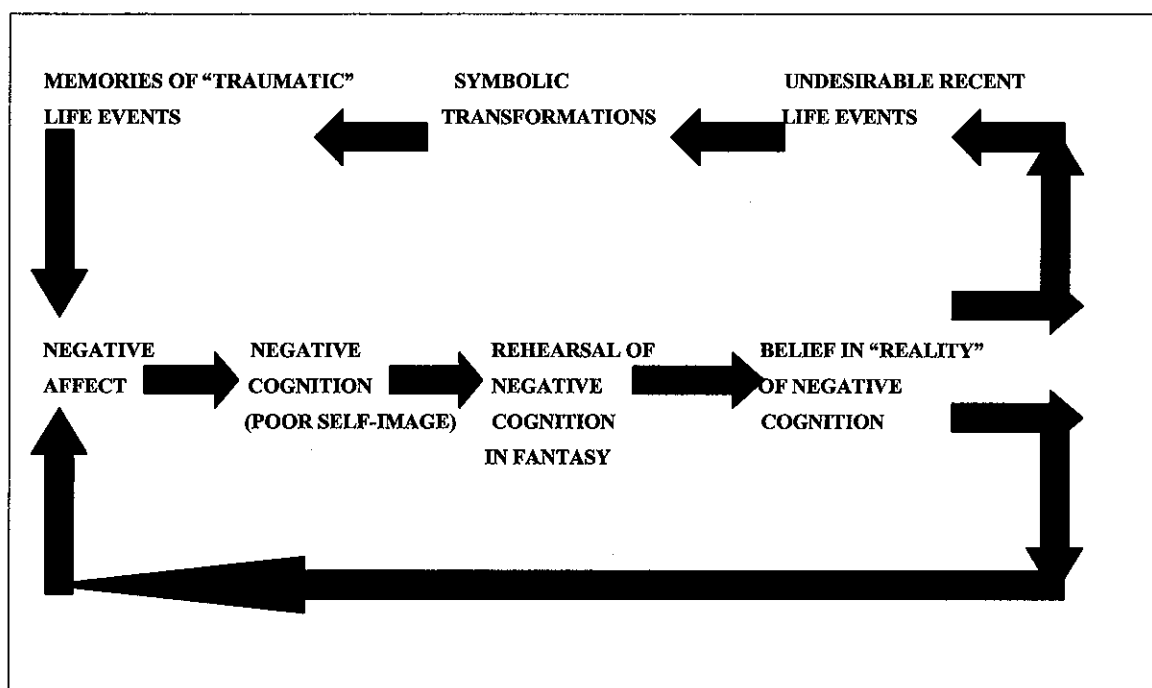 MEMORIES OF “TRAUMATIC”
LIFE EVENTS
SYMBOLIC
TRANSFORMATIONS
UNDESIRABLE RECENT
LIFE EVENTS
NEGATIVE
AFFECT
NEGATIVE
COGNITION
(POOR SELF-IMAGE)
REHEARSAL OF
NEGATIVE
COGNITION
IN FANTASY
BELIEF IN “REALITY”
OF NEGATIVE
COGNITION